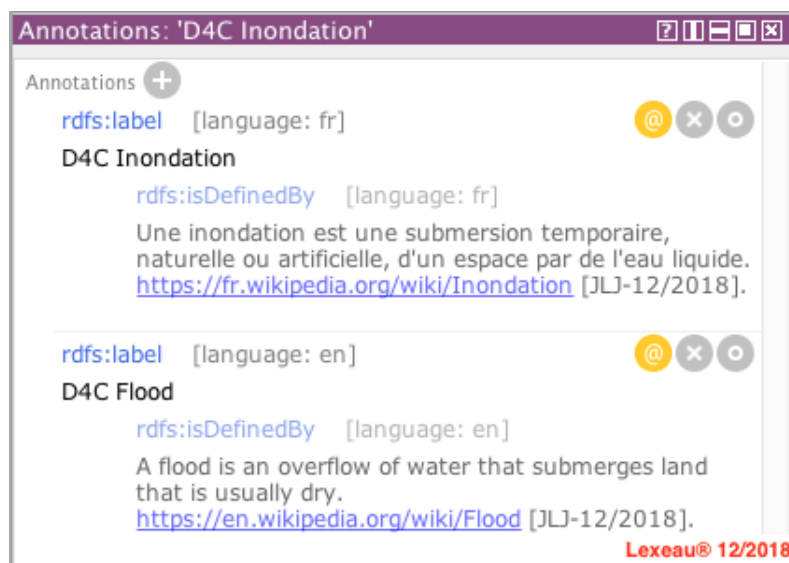 Annotations: 'D4C Inondation'
Annotations
rdfs:label [language: fr]
D4C Inondation
rdfs:isDefinedBy [language: fr]
Une inondation est une submersion temporaire,
naturelle ou artificielle, d'un espace par de l'eau liquide.
https://fr.wikipedia.org/wiki/Inondation [JLJ-12/2018].
rdfs:label [language: en]
D4C Flood
rdfs:isDefinedBy [language: en]
A flood is an overflow of water that submerges land
that is usually dry.
https://en.wikipedia.org/wiki/Flood [JLJ-12/2018].
Lexeau® 12/2018